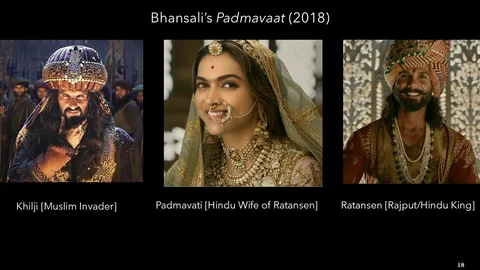 Bhansali's Padmavaat (2018)
Khilji [Muslim Invader]
Padmavati [Hindu Wife of Ratansen]
Ratansen [Rajput/Hindu King]
18